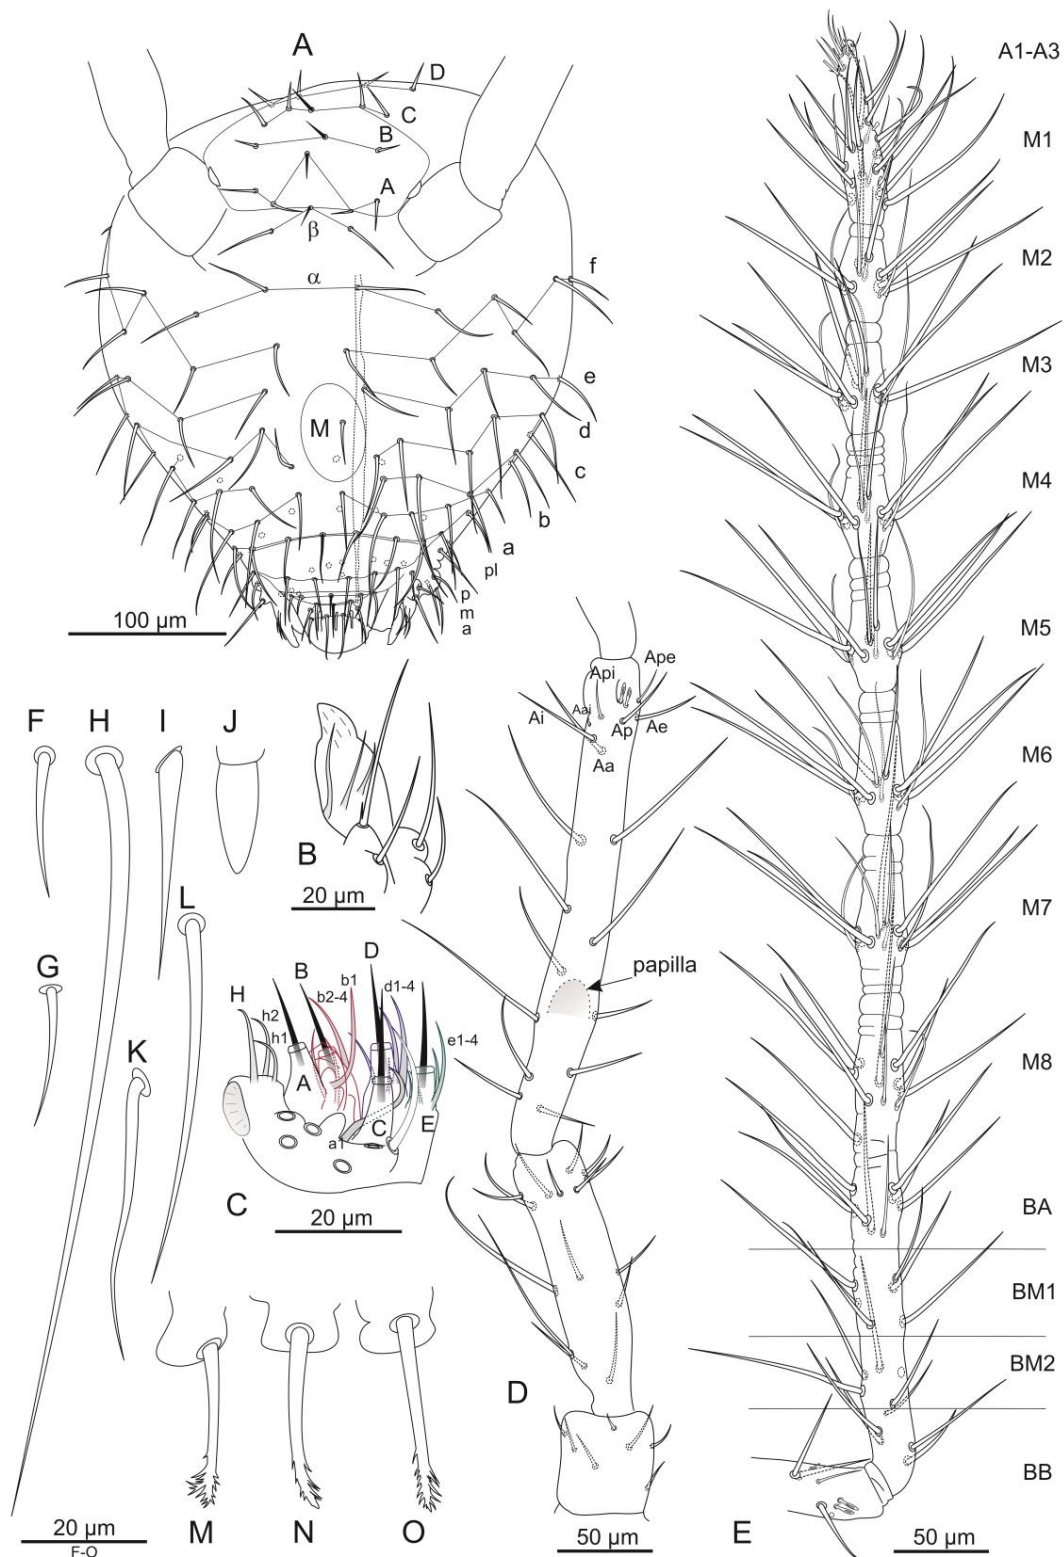 A
D
C
B
A
β
α
f
e
d
M
c
b
a
pl
p
m
a
100 µm
F
H
I
J
B
20 µm
L
G
K
H
h2
h1
B
b2-4
b1
D
d1-4
e1-4
A
a1
C
E
C
20 µm
Api
Ape
Ai
Aai
Ap
Ae
Aa
papilla
D
50 µm
M
N
O
20 µm
F-O
A1-A3
M1
M2
M3
M4
M5
M6
M7
M8
BA
BM1
BM2
BB
E
50 µm